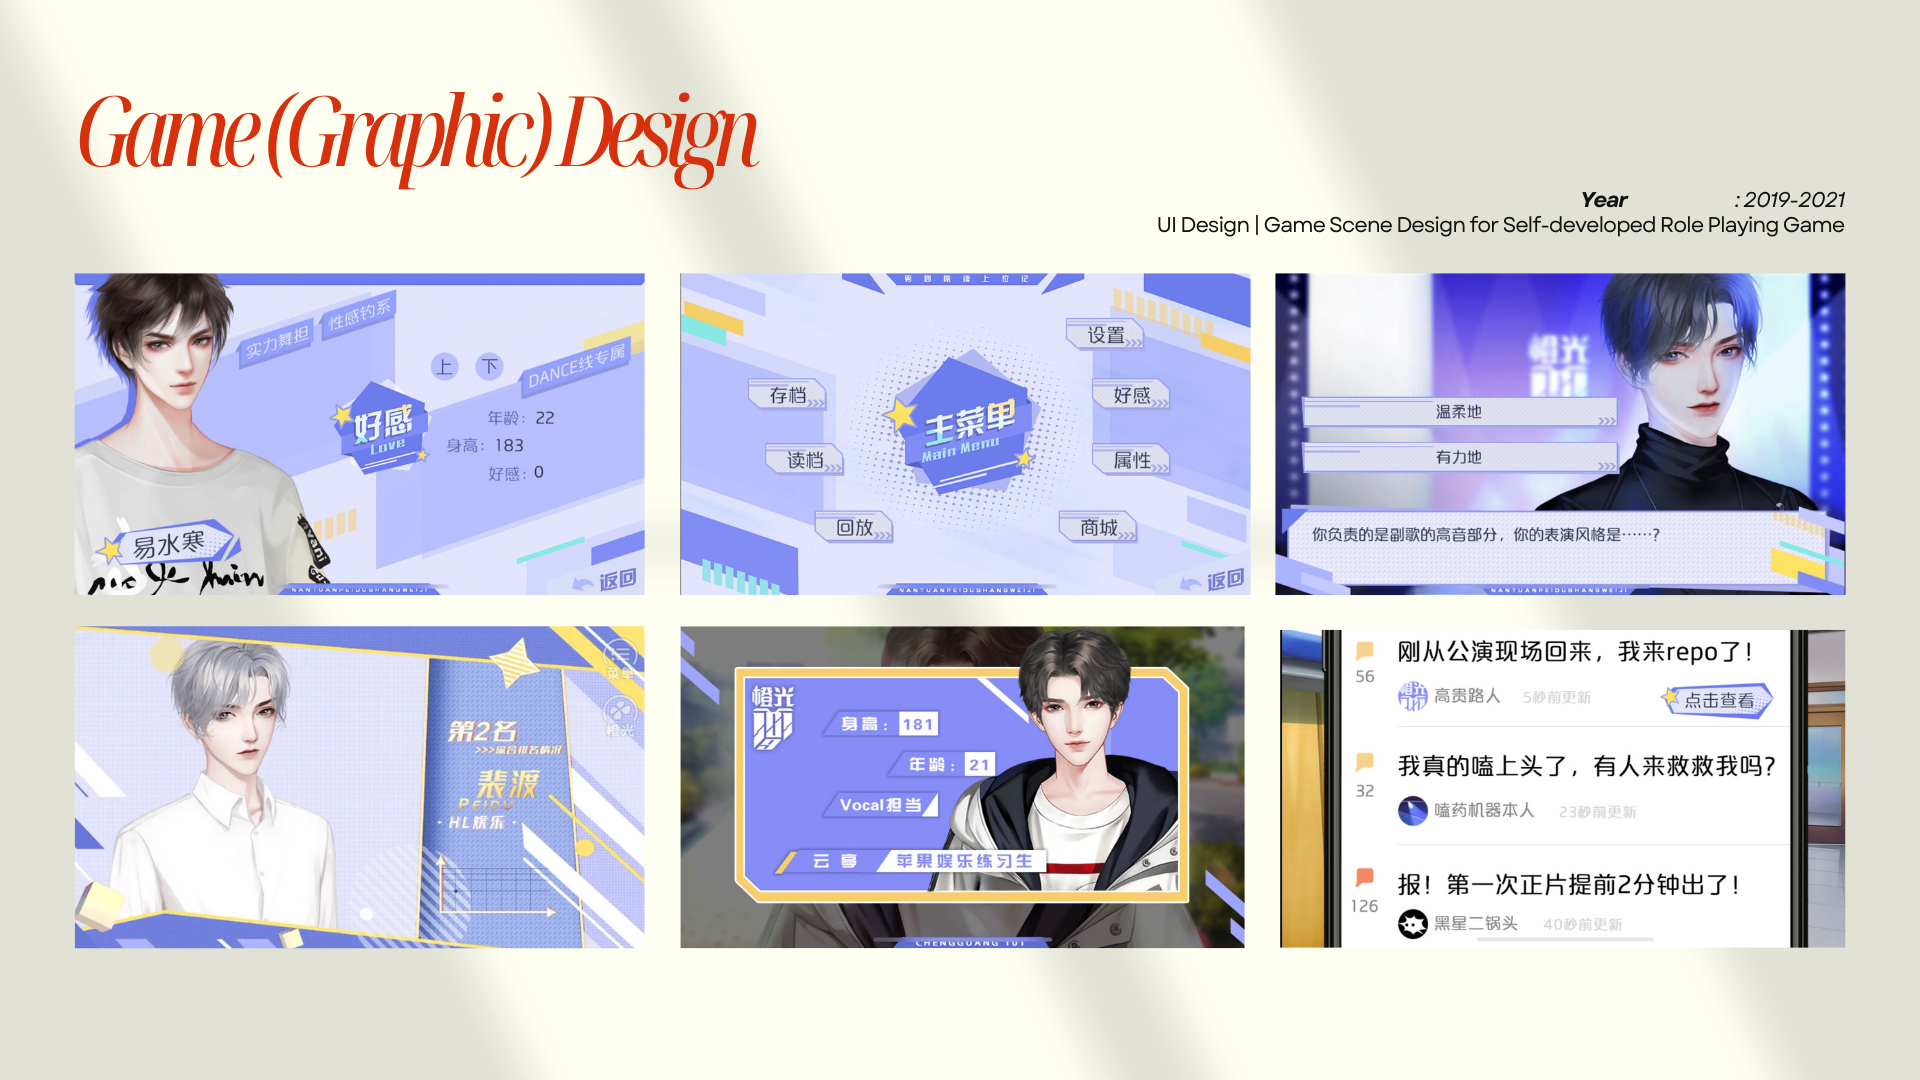 Game (Graphic) Design
Year : 2019-2021
UI Design | Game Scene Design for Self-developed Role Playing Game
实力舞担
性感钓系
DANCE线专属
上 下
好感
Love
年龄: 22
身高: 183
好感: 0
易水寒
NANTUANPEIDUSHANGWEIJI
返回
设置
存档
好感
主菜单
Main Menu
读档
属性
回放
商城
NANTUANPEIDUSHANGWEIJI
返回
橙光
温柔地
有力地
你负责的是副歌的高音部分，你的表演风格是……?
NANTUANPEIDUSHANGWEIJI
菜单
橙光
第2名
>>>综合排名情况
裴渡
Peidu
·HL娱乐·
橙光
身高: 181
年龄: 21
Vocal担当
云享
苹果娱乐练习生
CHENGGUANG 101
刚从公演现场回来，我来repo了！
56
高贵路人 5秒前更新
点击查看
我真的嗑上头了，有人来救救我吗？
32
嗑药机器本人 23秒前更新
报！第一次正片提前2分钟出了！
126
黑星二锅头 40秒前更新